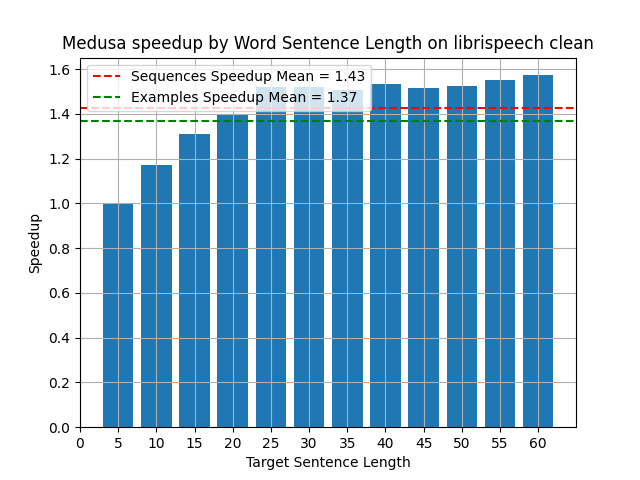 Medusa speedup by Word Sentence Length on librispeech clean
Sequences Speedup Mean = 1.43
Examples Speedup Mean = 1.37
Speedup
1.6
1.4
1.2
1.0
0.8
0.6
0.4
0.2
0.0
0 5 10 15 20 25 30 35 40 45 50 55 60
Target Sentence Length